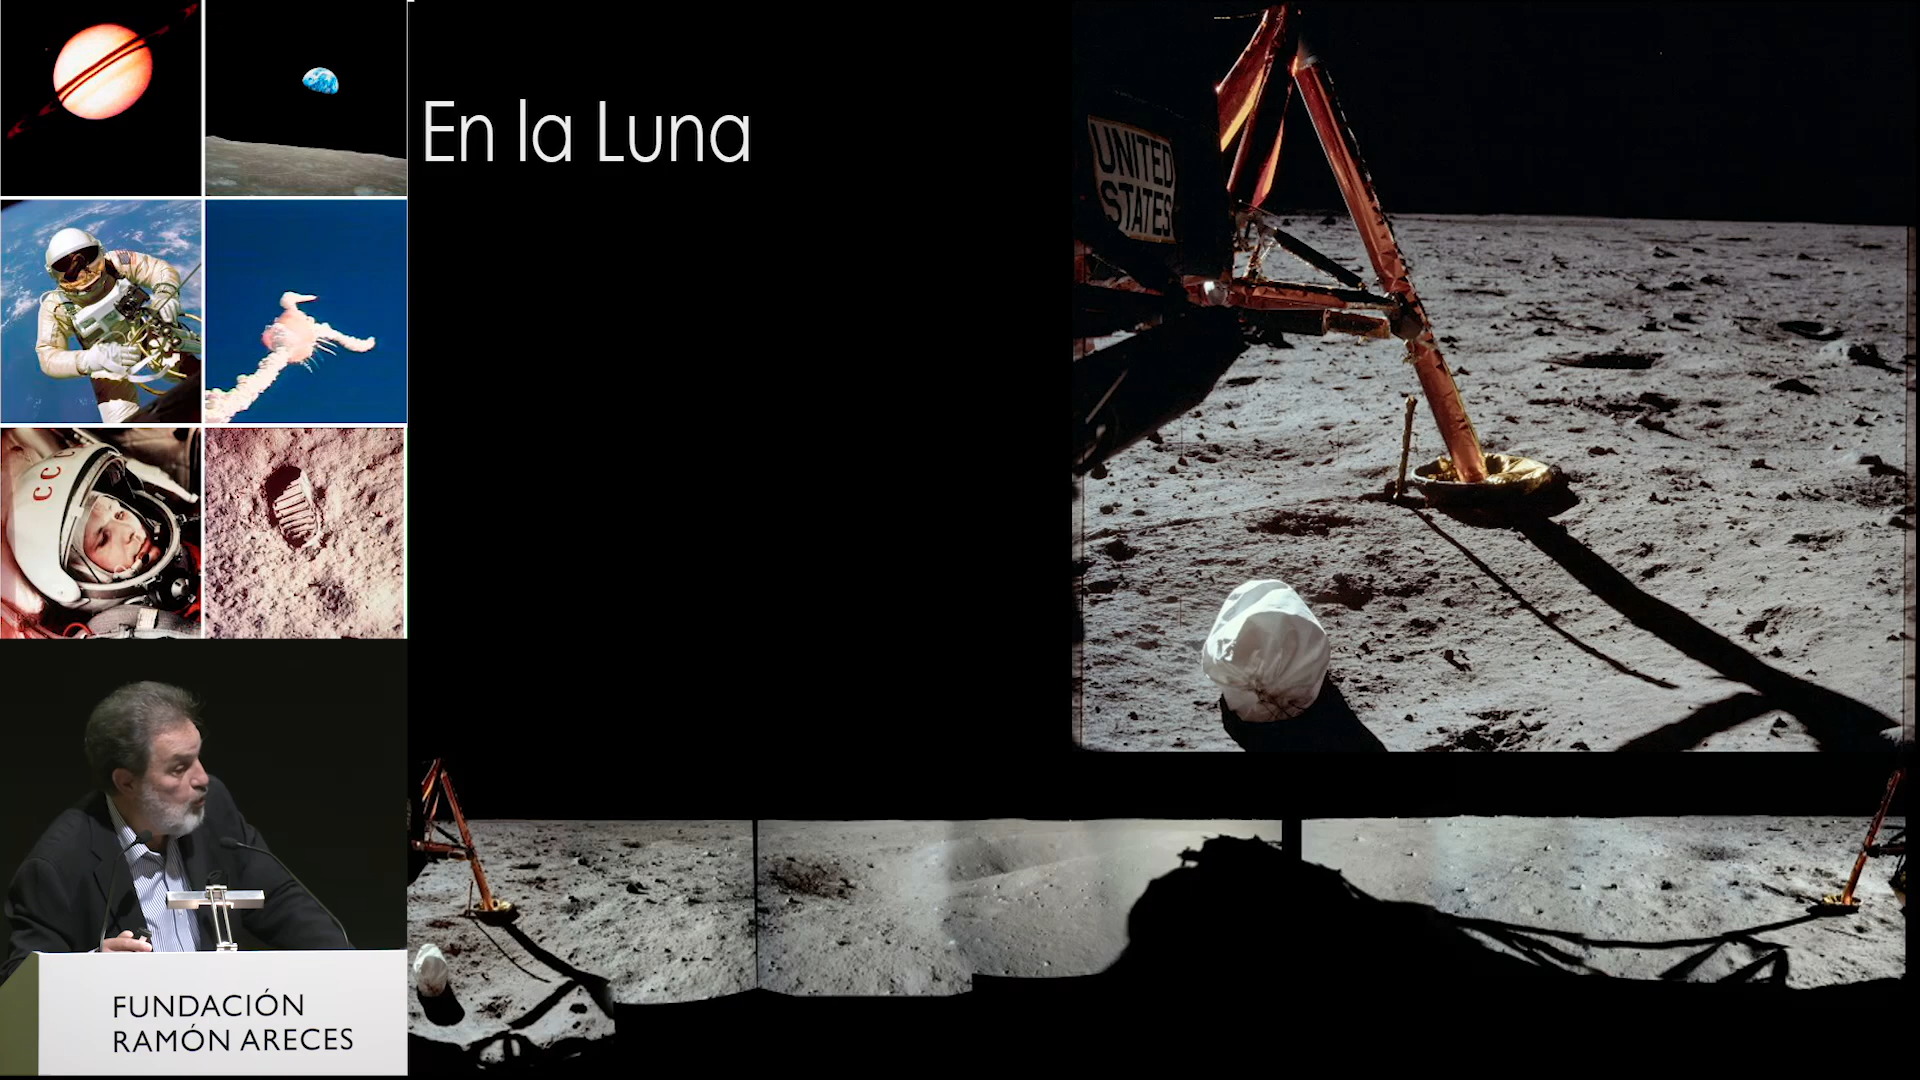 En la Luna
UNITED
STATES
CCC
FUNDACIÓN
RAMÓN ARECES